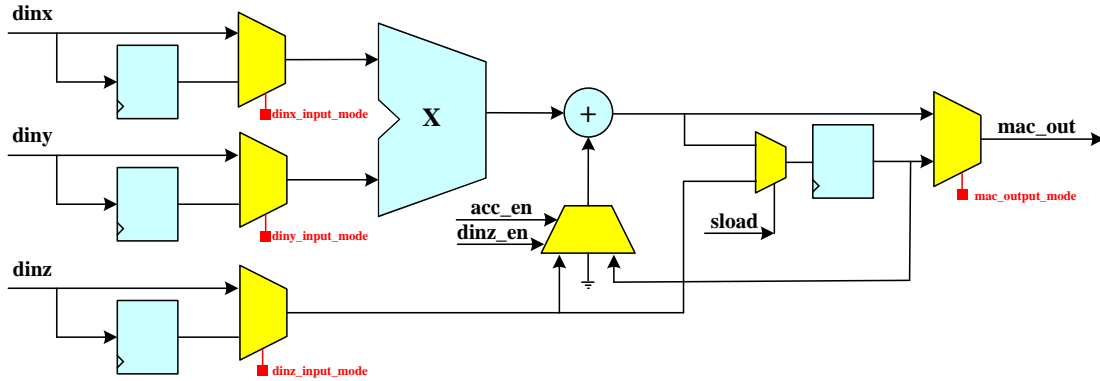 dinx
dinx_input_mode
X
+
mac_out
diny
diny_input_mode
acc_en
dinz_en
sload
mac_output_mode
dinz
dinz_input_mode